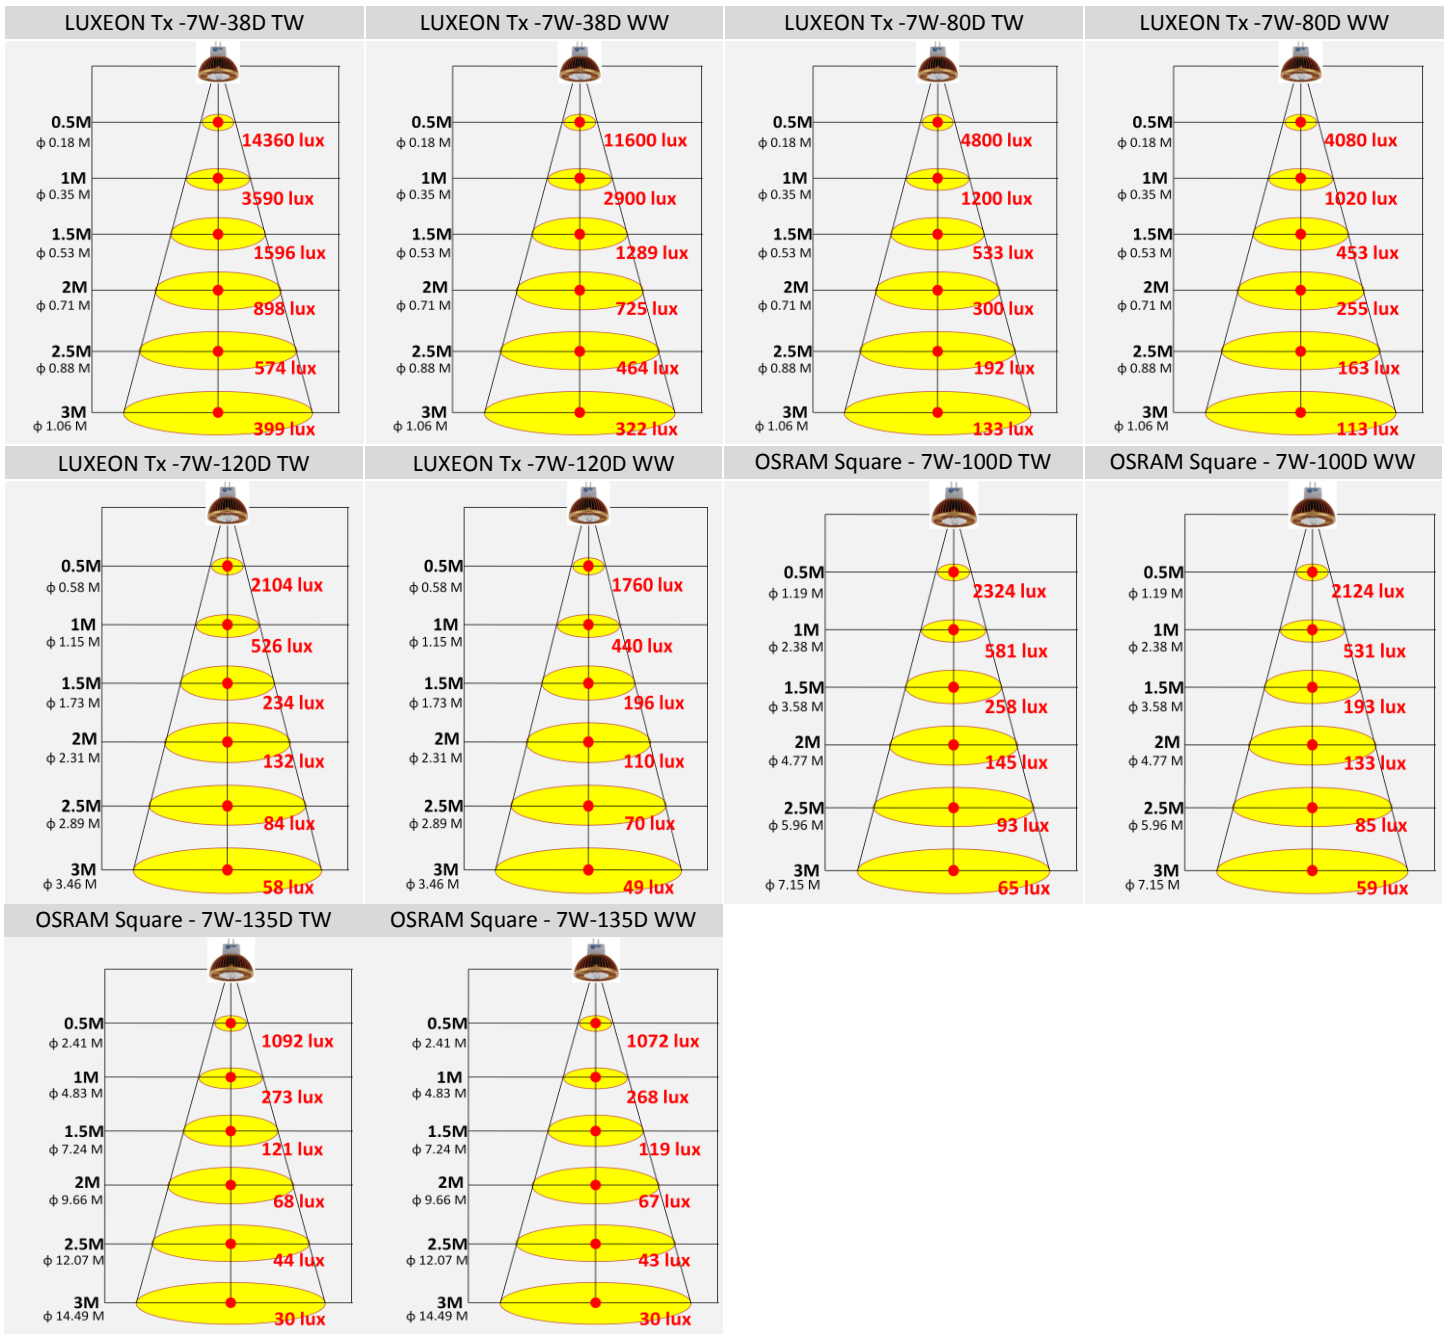 LUXEON Tx -7W-38D TW
0.5M
14360 lux
ϕ 0.18 M
1M
3590 lux
ϕ 0.35 M
1.5M
1596 lux
ϕ 0.53 M
2M
898 lux
ϕ 0.71 M
2.5M
574 lux
ϕ 0.88 M
3M
399 lux
ϕ 1.06 M
LUXEON Tx -7W-38D WW
0.5M
11600 lux
ϕ 0.18 M
1M
2900 lux
ϕ 0.35 M
1.5M
1289 lux
ϕ 0.53 M
2M
725 lux
ϕ 0.71 M
2.5M
464 lux
ϕ 0.88 M
3M
322 lux
ϕ 1.06 M
LUXEON Tx -7W-80D TW
0.5M
4800 lux
ϕ 0.18 M
1M
1200 lux
ϕ 0.35 M
1.5M
533 lux
ϕ 0.53 M
2M
300 lux
ϕ 0.71 M
2.5M
192 lux
ϕ 0.88 M
3M
133 lux
ϕ 1.06 M
LUXEON Tx -7W-80D WW
0.5M
4080 lux
ϕ 0.18 M
1M
1020 lux
ϕ 0.35 M
1.5M
453 lux
ϕ 0.53 M
2M
255 lux
ϕ 0.71 M
2.5M
163 lux
ϕ 0.88 M
3M
113 lux
ϕ 1.06 M
LUXEON Tx -7W-120D TW
0.5M
2104 lux
ϕ 0.58 M
1M
526 lux
ϕ 1.15 M
1.5M
234 lux
ϕ 1.73 M
2M
132 lux
ϕ 2.31 M
2.5M
84 lux
ϕ 2.89 M
3M
58 lux
ϕ 3.46 M
LUXEON Tx -7W-120D WW
0.5M
1760 lux
ϕ 0.58 M
1M
440 lux
ϕ 1.15 M
1.5M
196 lux
ϕ 1.73 M
2M
110 lux
ϕ 2.31 M
2.5M
70 lux
ϕ 2.89 M
3M
49 lux
ϕ 3.46 M
OSRAM Square - 7W-100D TW
0.5M
2324 lux
ϕ 1.19 M
1M
581 lux
ϕ 2.38 M
1.5M
258 lux
ϕ 3.58 M
2M
145 lux
ϕ 4.77 M
2.5M
93 lux
ϕ 5.96 M
3M
65 lux
ϕ 7.15 M
OSRAM Square - 7W-100D WW
0.5M
2124 lux
ϕ 1.19 M
1M
531 lux
ϕ 2.38 M
1.5M
193 lux
ϕ 3.58 M
2M
133 lux
ϕ 4.77 M
2.5M
85 lux
ϕ 5.96 M
3M
59 lux
ϕ 7.15 M
OSRAM Square - 7W-135D TW
0.5M
1092 lux
ϕ 2.41 M
1M
273 lux
ϕ 4.83 M
1.5M
121 lux
ϕ 7.24 M
2M
68 lux
ϕ 9.66 M
2.5M
44 lux
ϕ 12.07 M
3M
30 lux
ϕ 14.49 M
OSRAM Square - 7W-135D WW
0.5M
1072 lux
ϕ 2.41 M
1M
268 lux
ϕ 4.83 M
1.5M
119 lux
ϕ 7.24 M
2M
67 lux
ϕ 9.66 M
2.5M
43 lux
ϕ 12.07 M
3M
30 lux
ϕ 14.49 M